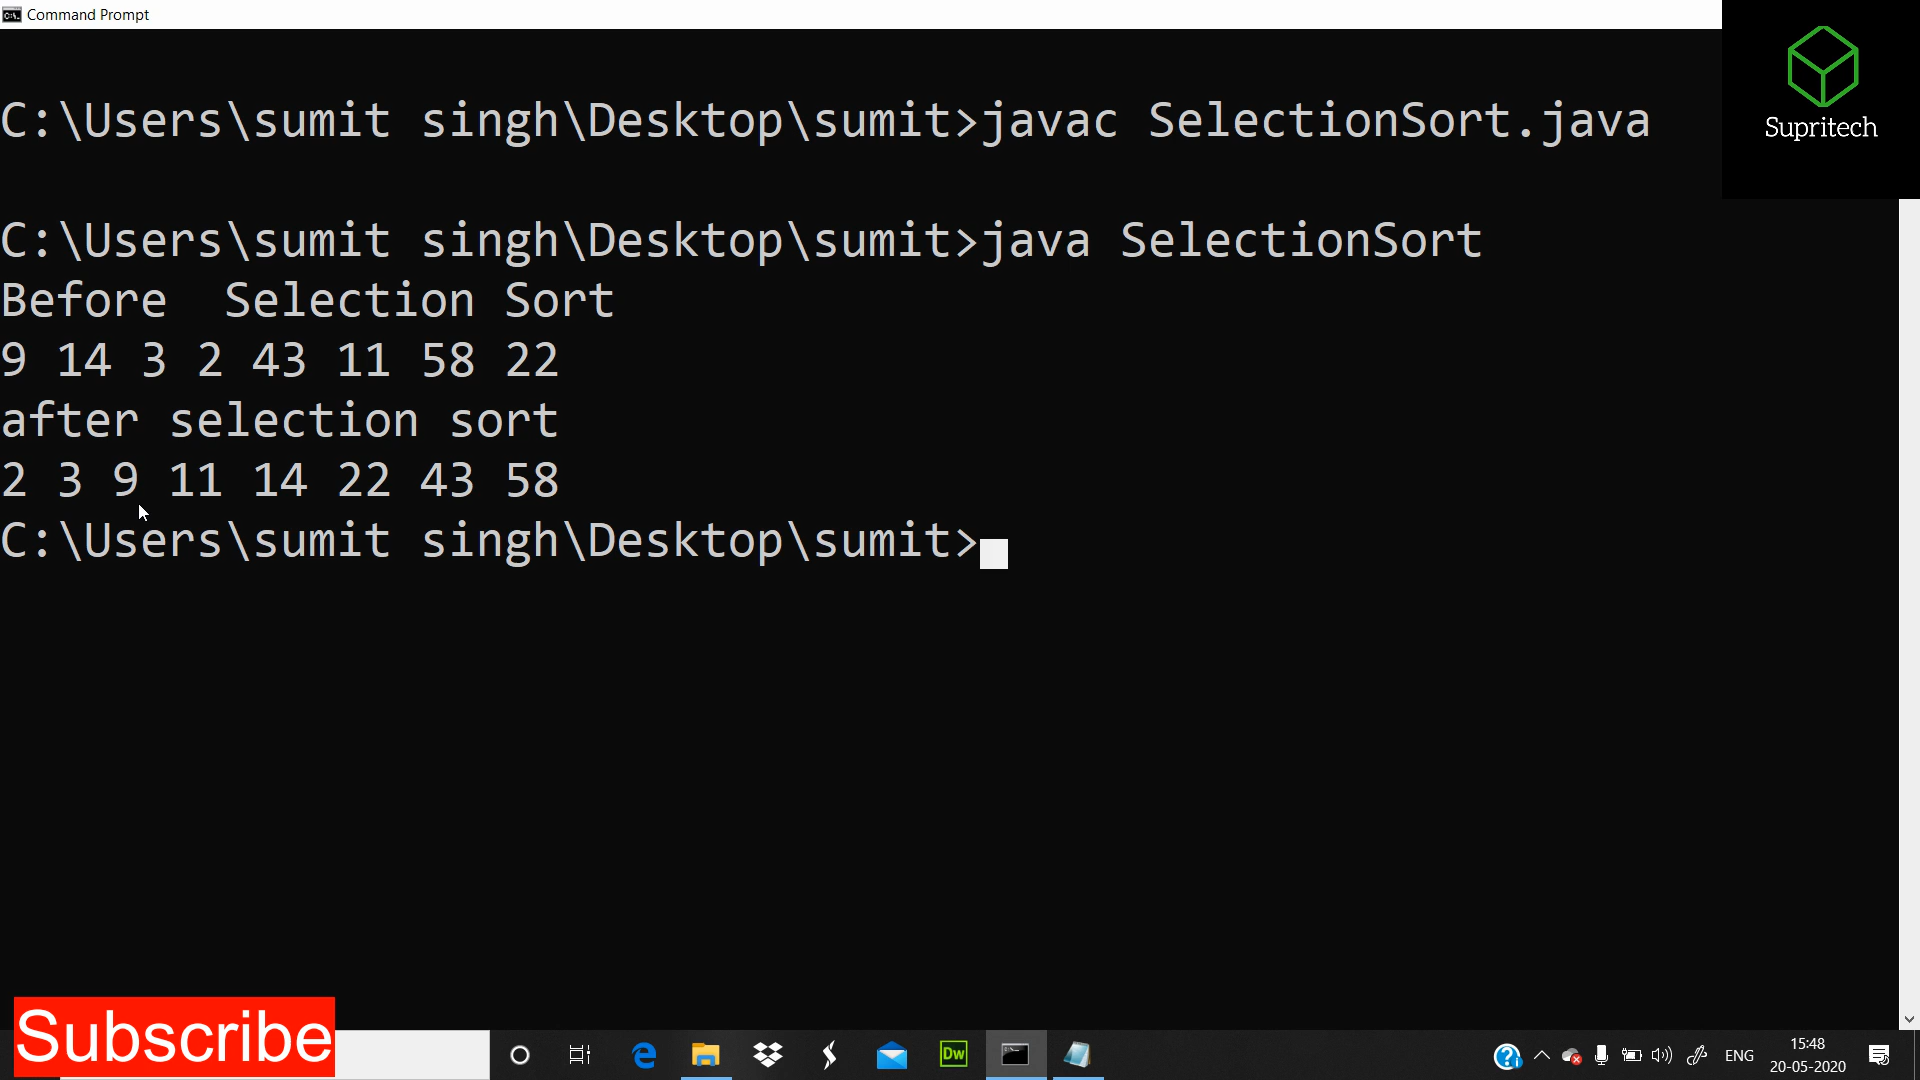 Command Prompt
Supritech
C:\Users\sumit singh\Desktop\sumit>javac SelectionSort.java
C:\Users\sumit singh\Desktop\sumit>java SelectionSort
Before  Selection Sort
9 14 3 2 43 11 58 22
after selection sort
2 3 9 11 14 22 43 58
C:\Users\sumit singh\Desktop\sumit>
Subscribe
Dw
ENG
15:48
20-05-2020